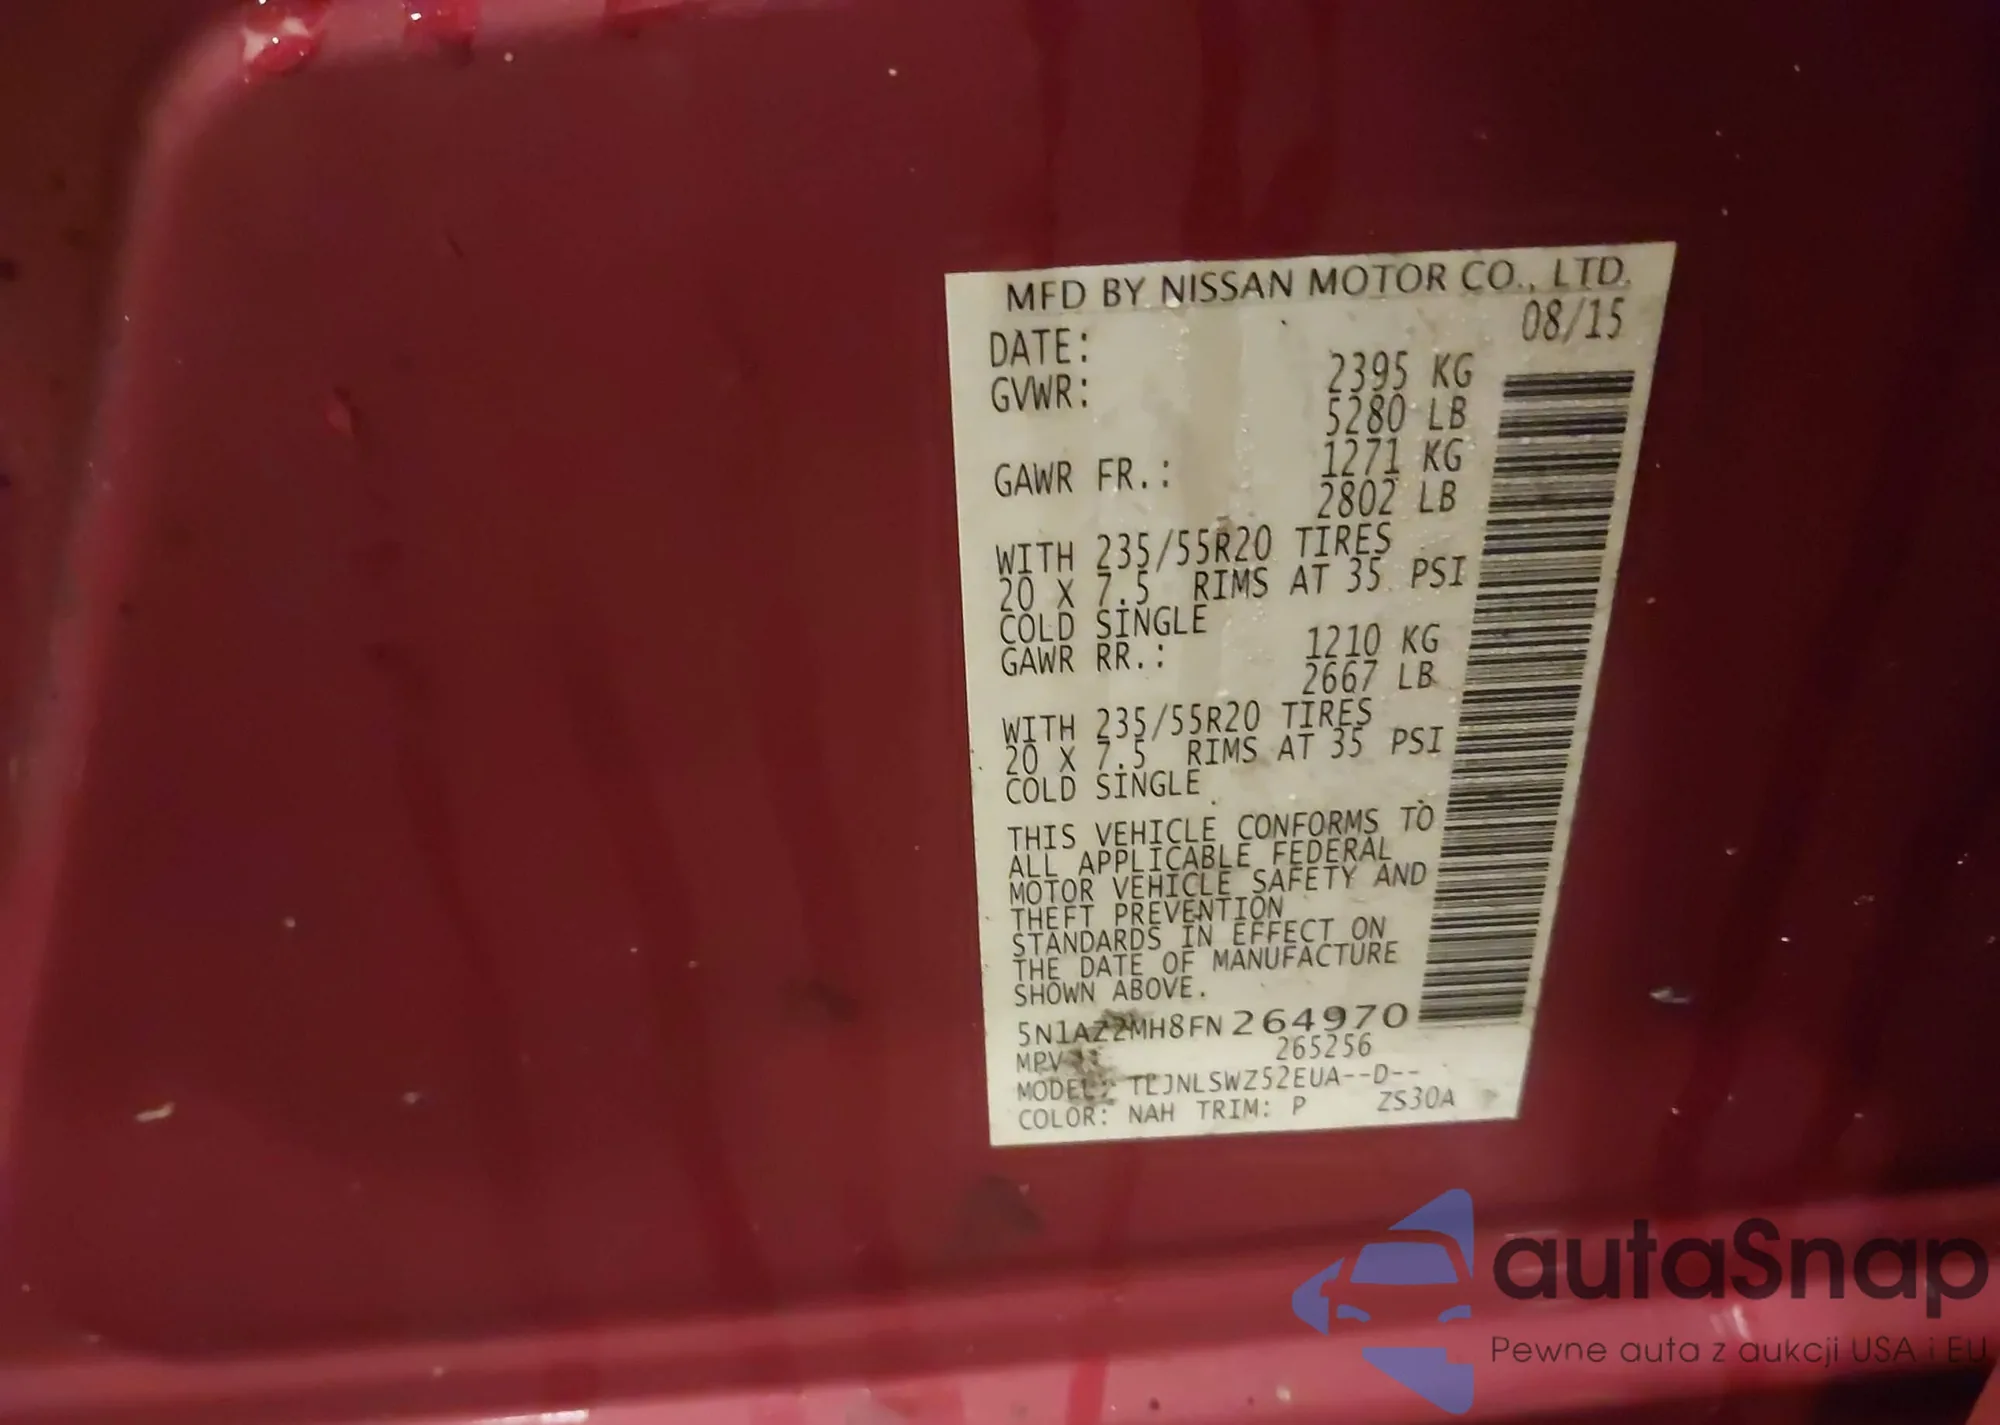 MFD BY NISSAN MOTOR CO., LTD.
DATE: 08/15
GVWR: 2395 KG
5280 LB
GAWR FR.: 1271 KG
2802 LB
WITH 235/55R20 TIRES
20 X 7.5 RIMS AT 35 PSI
COLD SINGLE
GAWR RR.: 1210 KG
2667 LB
WITH 235/55R20 TIRES
20 X 7.5 RIMS AT 35 PSI
COLD SINGLE
THIS VEHICLE CONFORMS TO
ALL APPLICABLE FEDERAL
MOTOR VEHICLE SAFETY AND
THEFT PREVENTION
STANDARDS IN EFFECT ON
THE DATE OF MANUFACTURE
SHOWN ABOVE.
5N1AZ2MH8FN264970
MPV 265256
MODEL: TLJNLSWZ52EUA--D--
COLOR: NAH TRIM: P ZS30A
autaSnap
Pewne auta z aukcji USA i EU